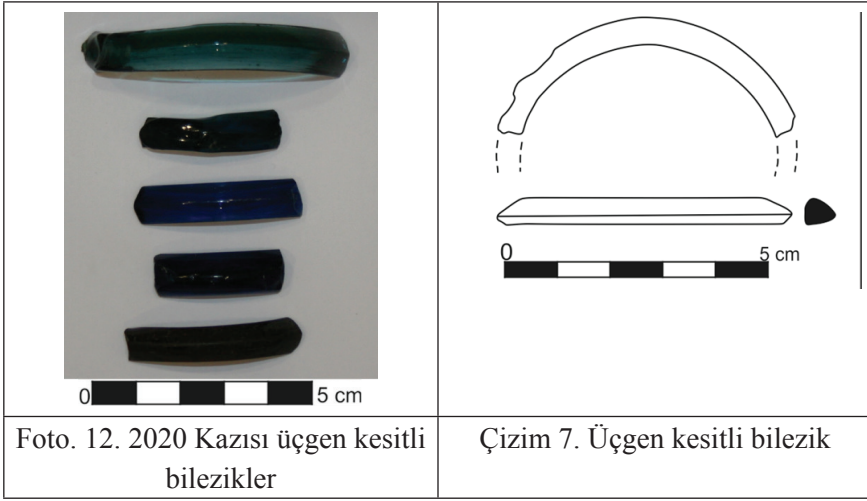 0 5 cm
0 5 cm
Foto. 12. 2020 Kazısı üçgen kesitli
bilezikler
Çizim 7. Üçgen kesitli bilezik